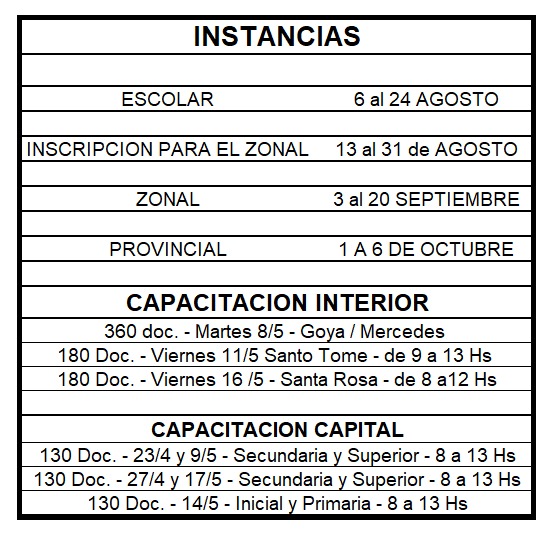 INSTANCIAS
ESCOLAR 6 al 24 AGOSTO
INSCRIPCION PARA EL ZONAL 13 al 31 de AGOSTO
ZONAL 3 al 20 SEPTIEMBRE
PROVINCIAL 1 A 6 DE OCTUBRE
CAPACITACION INTERIOR
360 doc. - Martes 8/5 - Goya / Mercedes
180 Doc. - Viernes 11/5 Santo Tome - de 9 a 13 Hs
180 Doc. - Viernes 16 /5 - Santa Rosa - de 8 a12 Hs
CAPACITACION CAPITAL
130 Doc. - 23/4 y 9/5 - Secundaria y Superior - 8 a 13 Hs
130 Doc. - 27/4 y 17/5 - Secundaria y Superior - 8 a 13 Hs
130 Doc. - 14/5 - Inicial y Primaria - 8 a 13 Hs